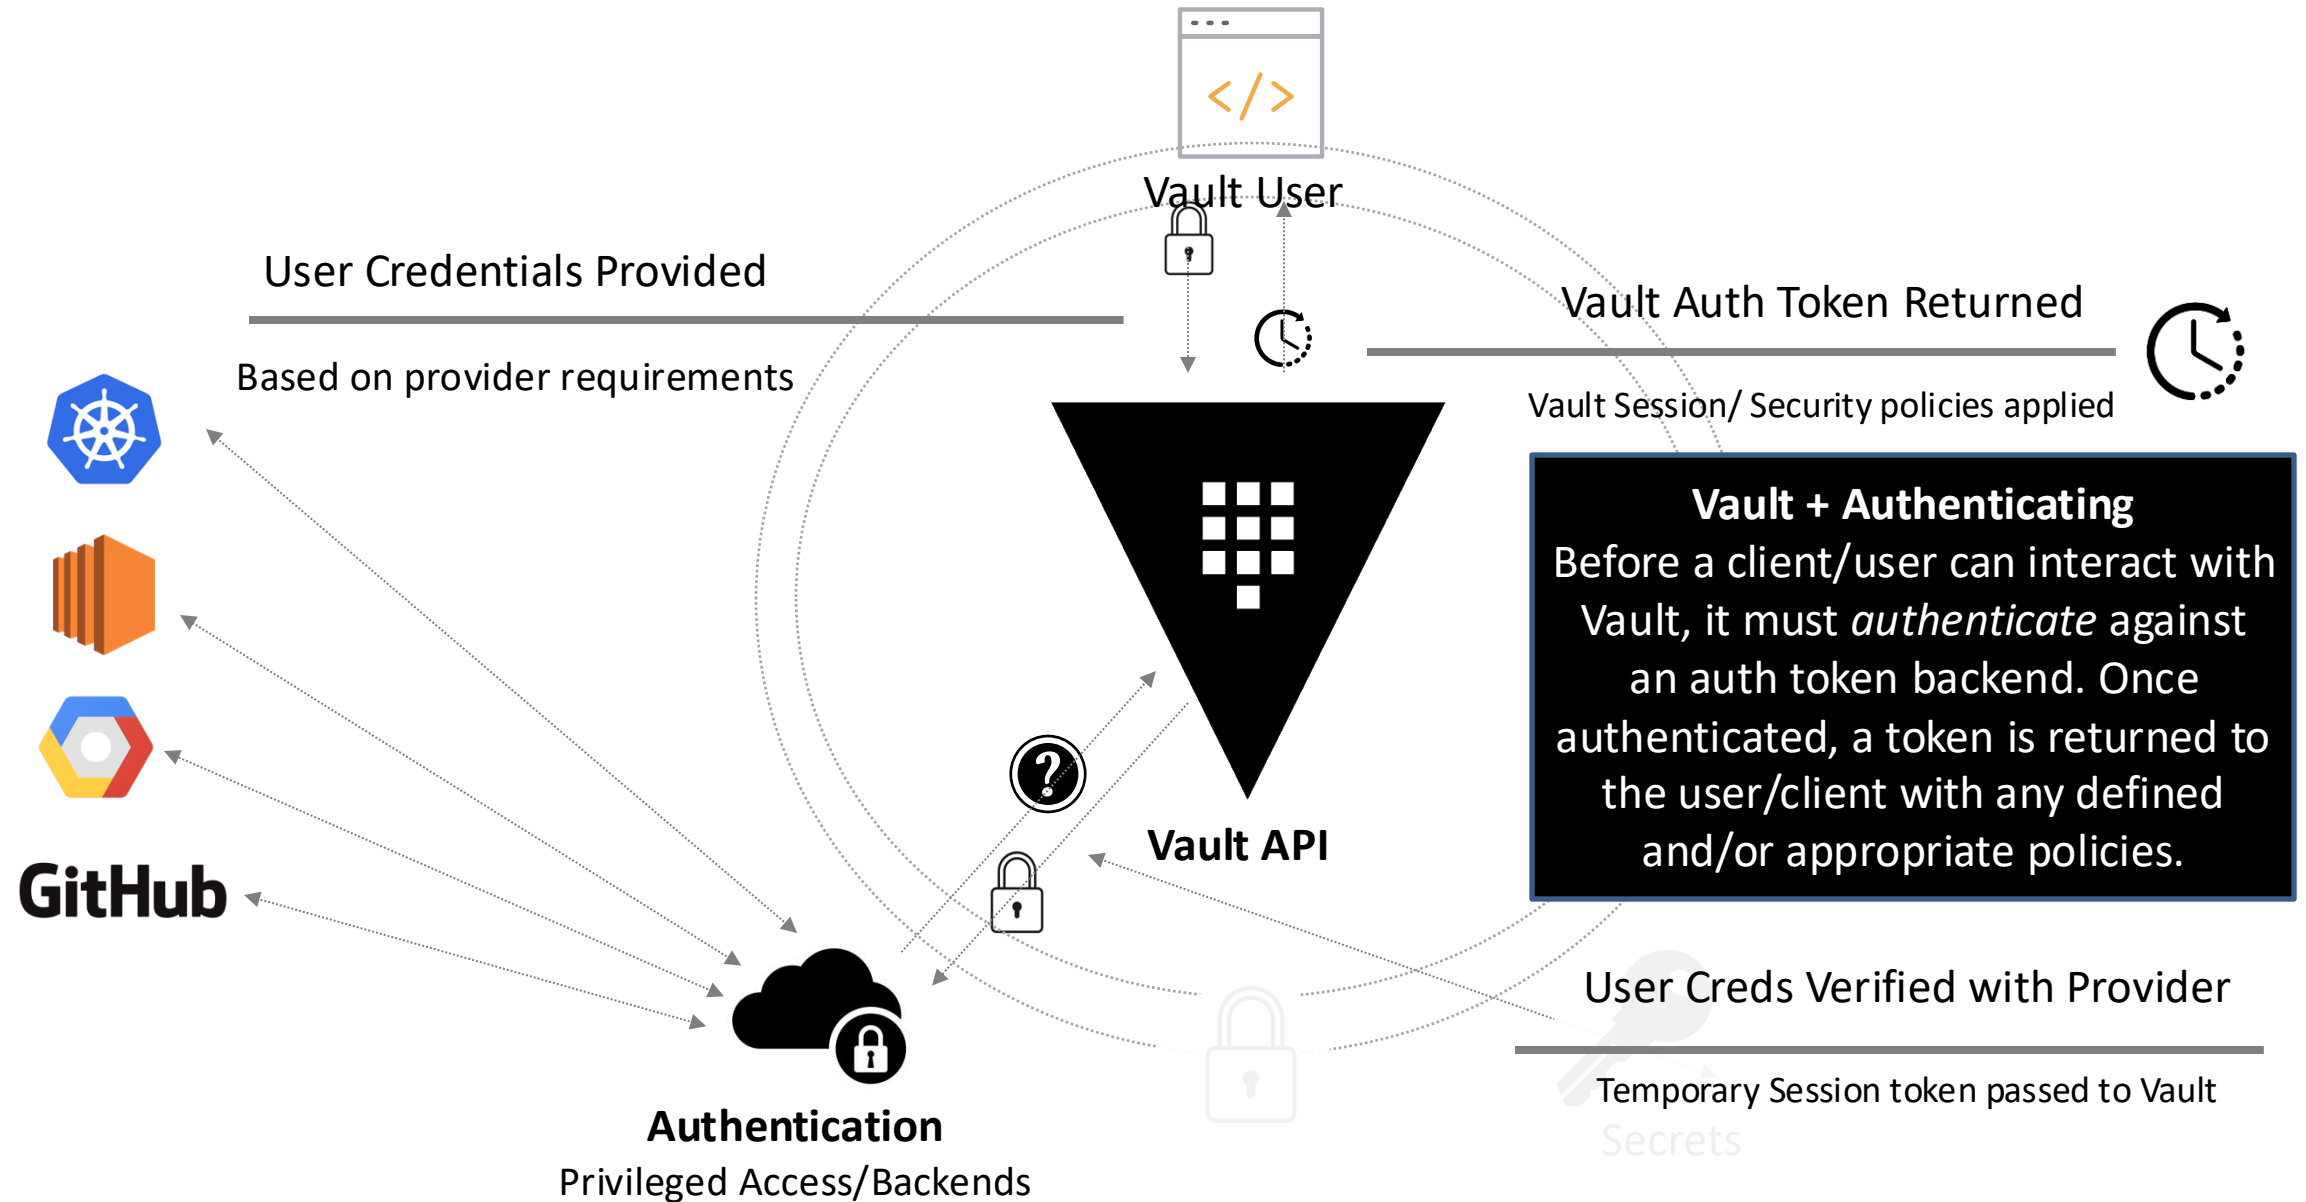 </>
Vault User
User Credentials Provided
Based on provider requirements
Vault Auth Token Returned
Vault Session/ Security policies applied
Vault + Authenticating
Before a client/user can interact with
Vault, it must authenticate against
an auth token backend. Once
authenticated, a token is returned to
the user/client with any defined
and/or appropriate policies.
?
Vault API
GitHub
User Creds Verified with Provider
Temporary Session token passed to Vault
Secrets
Authentication
Privileged Access/Backends